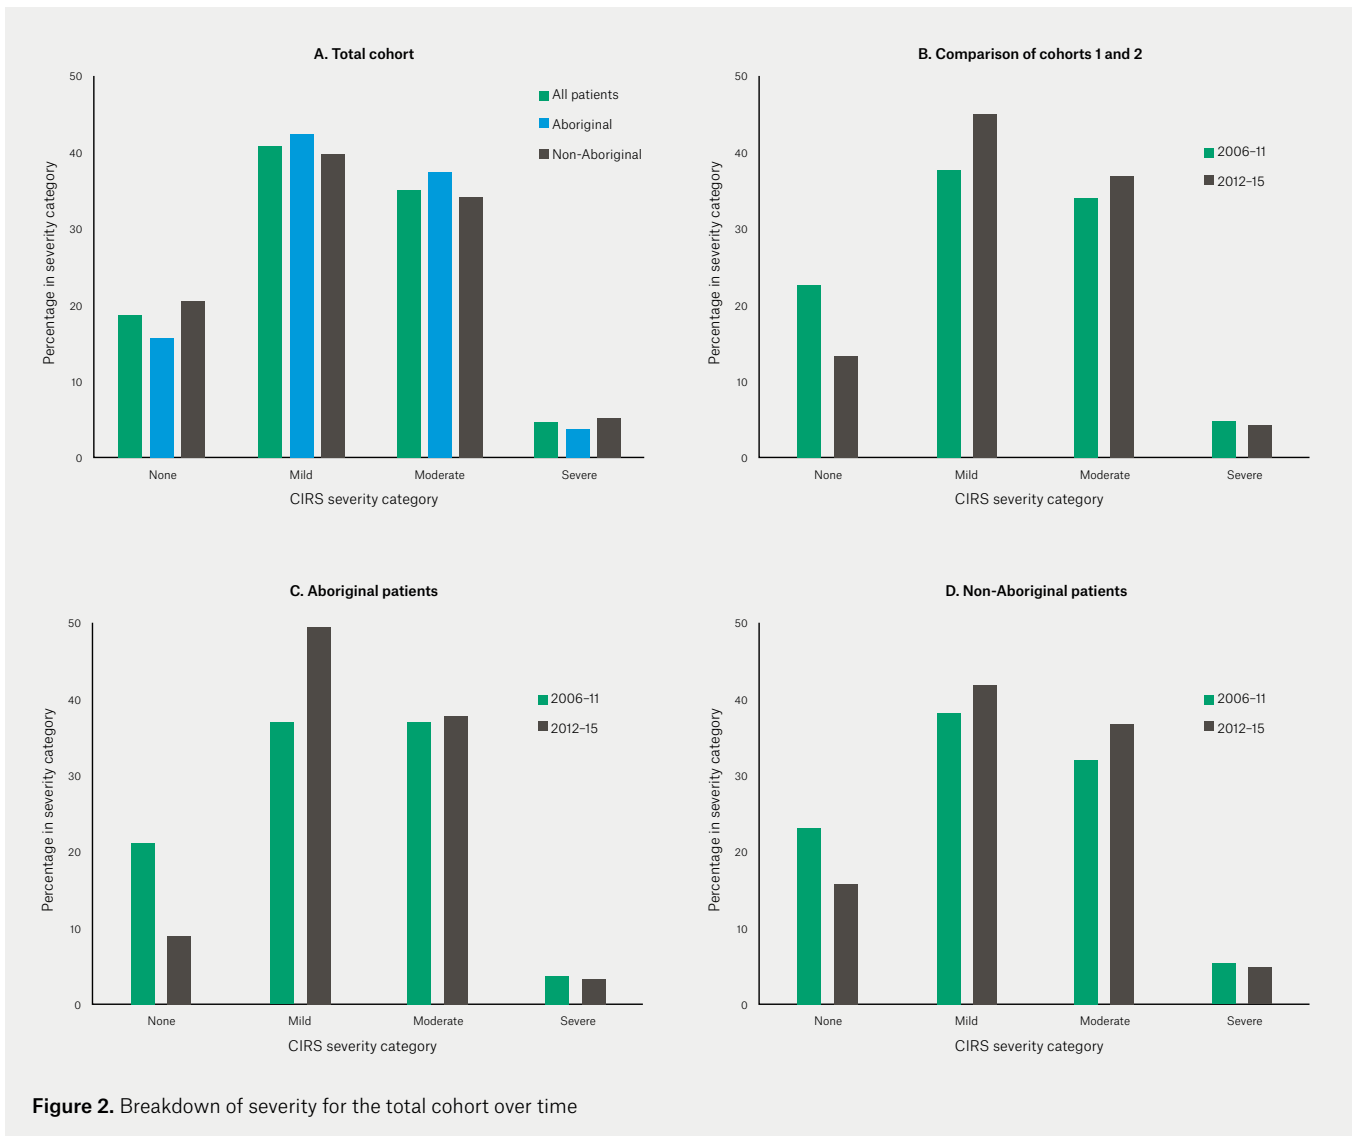 A. Total cohort
50
40
30
20
10
0
Percentage in severity category
All patients
Aboriginal
Non-Aboriginal
None Mild Moderate Severe
CIRS severity category
B. Comparison of cohorts 1 and 2
50
40
30
20
10
0
Percentage in severity category
2006–11
2012–15
None Mild Moderate Severe
CIRS severity category
C. Aboriginal patients
50
40
30
20
10
0
Percentage in severity category
2006–11
2012–15
None Mild Moderate Severe
CIRS severity category
D. Non-Aboriginal patients
50
40
30
20
10
0
Percentage in severity category
2006–11
2012–15
None Mild Moderate Severe
CIRS severity category
Figure 2. Breakdown of severity for the total cohort over time